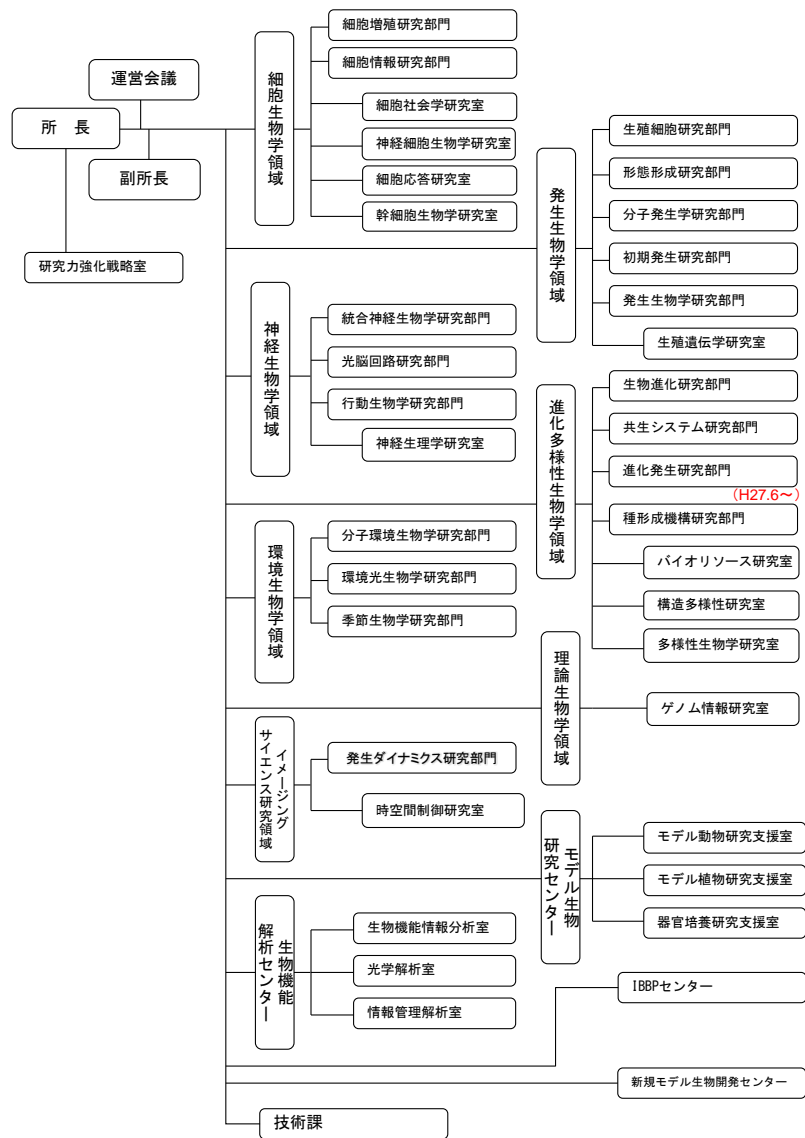 運営会議
所　長
副所長
研究力強化戦略室
細胞生物学領域
細胞増殖研究部門
細胞情報研究部門
細胞社会学研究室
神経細胞生物学研究室
細胞応答研究室
幹細胞生物学研究室
発生生物学領域
生殖細胞研究部門
形態形成研究部門
分子発生学研究部門
初期発生研究部門
発生生物学研究部門
生殖遺伝学研究室
神経生物学領域
統合神経生物学研究部門
光脳回路研究部門
行動生物学研究部門
神経生理学研究室
進化多様性生物学領域
生物進化研究部門
共生システム研究部門
進化発生研究部門
（H27.6～）
種形成機構研究部門
バイオリソース研究室
構造多様性研究室
多様性生物学研究室
環境生物学領域
分子環境生物学研究部門
環境光生物学研究部門
季節生物学研究部門
理論生物学領域
ゲノム情報研究室
イメージング
サイエンス研究領域
発生ダイナミクス研究部門
時空間制御研究室
モデル生物
研究センター
モデル動物研究支援室
モデル植物研究支援室
器官培養研究支援室
生物機能
解析センター
生物機能情報分析室
光学解析室
情報管理解析室
IBBPセンター
新規モデル生物開発センター
技術課